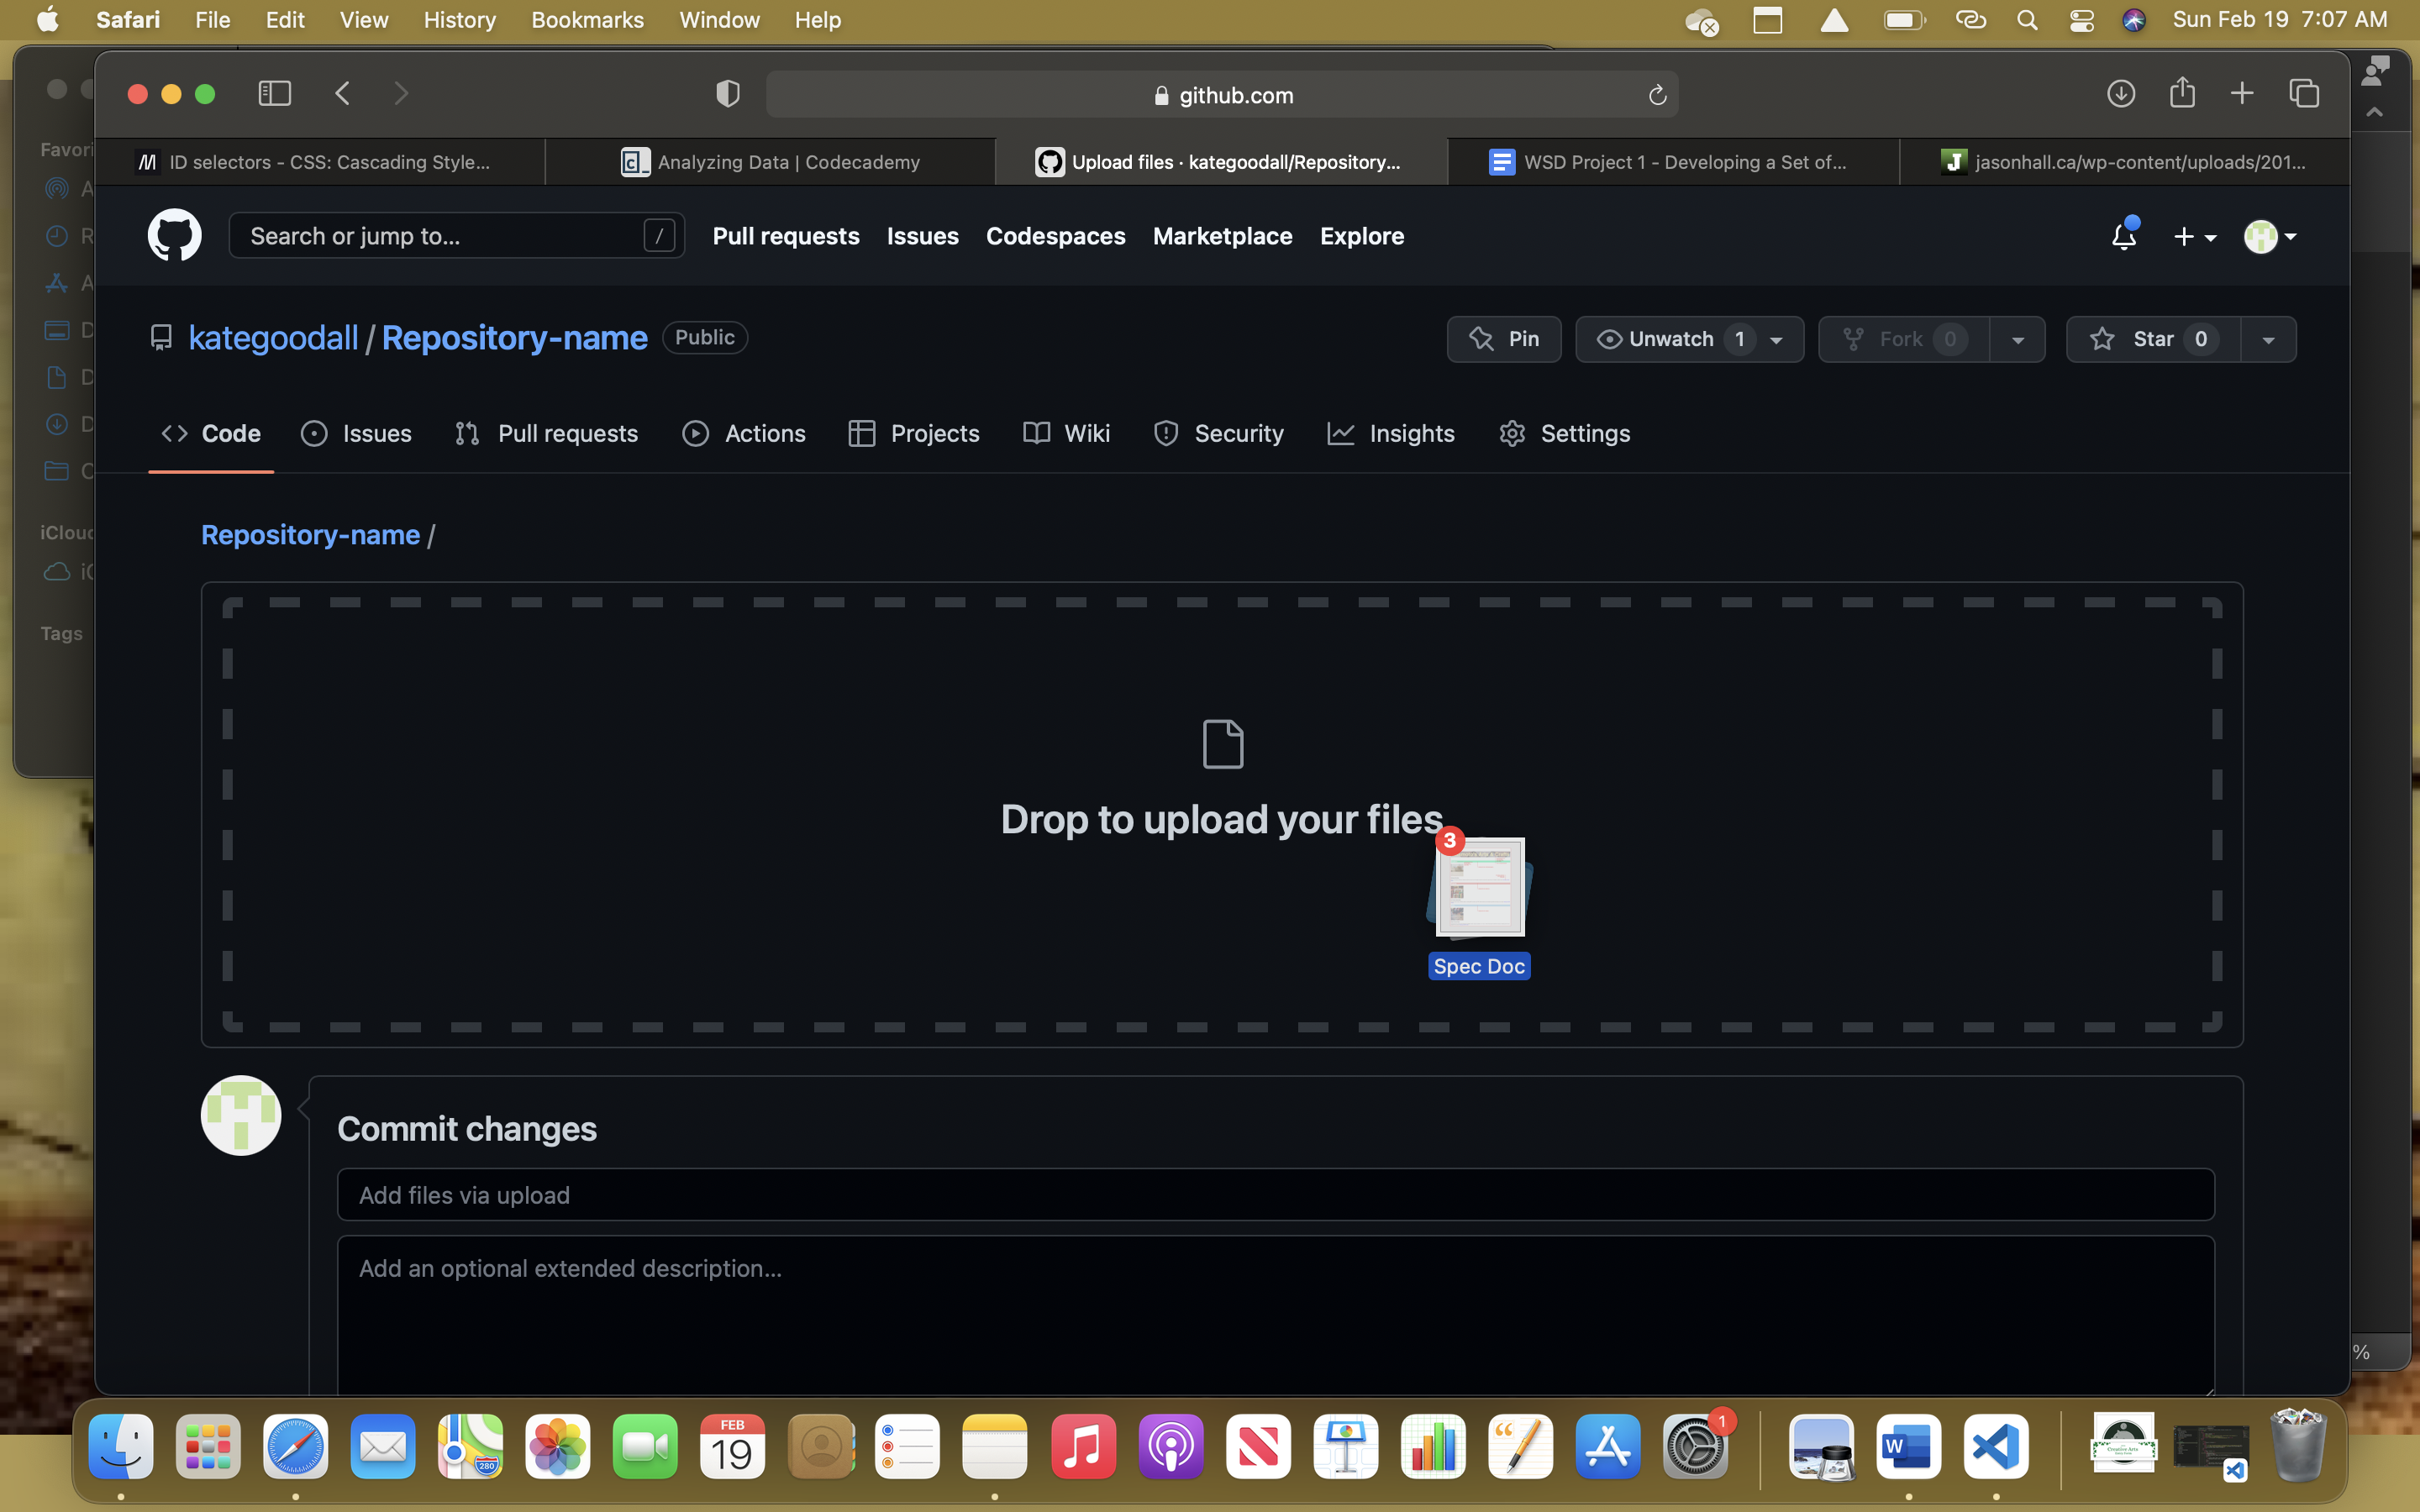 Safari File Edit View History Bookmarks Window Help Sun Feb 19 7:07 AM
github.com
ID selectors - CSS: Cascading Style... Analyzing Data | Codecademy Upload files · kategoodall/Repository... WSD Project 1 - Developing a Set of... jasonhall.ca/wp-content/uploads/201...
Search or jump to... / Pull requests Issues Codespaces Marketplace Explore
kategoodall / Repository-name Public Pin Unwatch 1 Fork 0 Star 0
Code Issues Pull requests Actions Projects Wiki Security Insights Settings
Repository-name /
Drop to upload your files
3
Spec Doc
Commit changes
Add files via upload
Add an optional extended description...
Favori
A
R
A
D
D
D
C
iCloud
iC
Tags
%
FEB
19
280
1
W